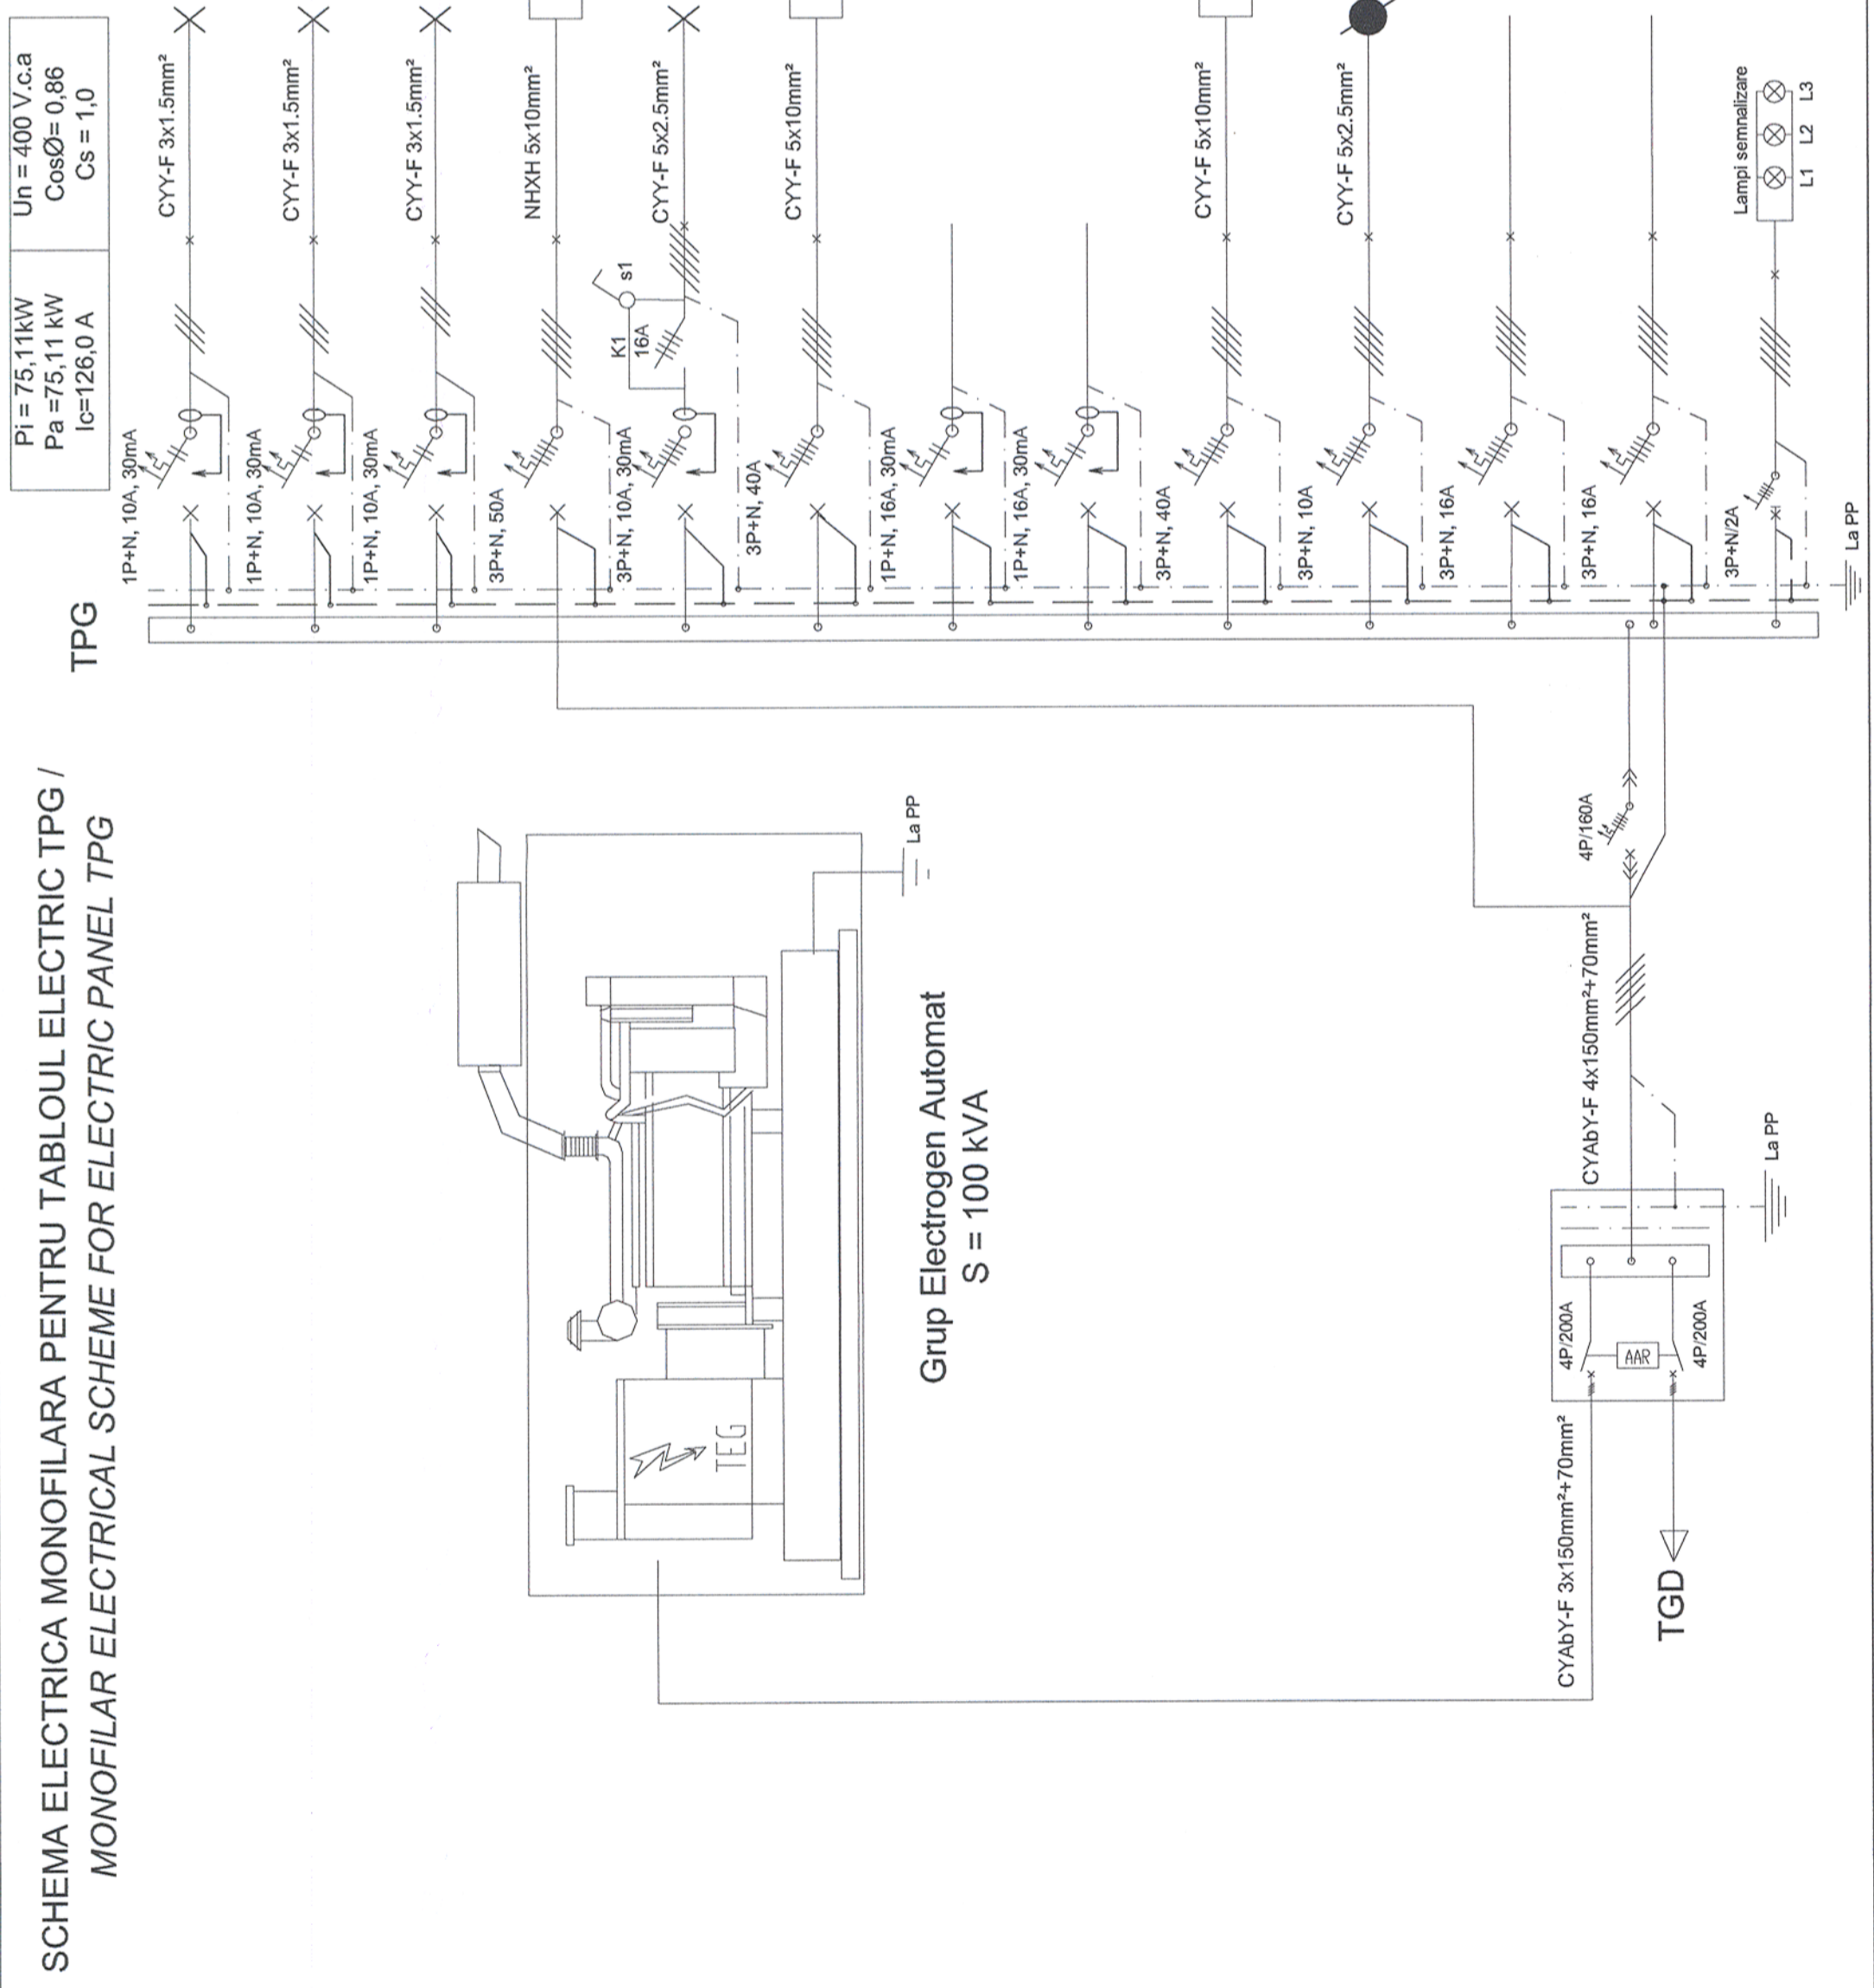 SCHEMA ELECTRICA MONOFILARA PENTRU TABLOUL ELECTRIC TPG /
MONOFILAR ELECTRICAL SCHEME FOR ELECTRIC PANEL TPG
TPG
Pi = 75,11kW
Pa =75,11 kW
Ic=126,0 A
Un = 400 V.c.a
CosØ= 0,86
Cs = 1,0
1P+N, 10A, 30mA
CYY-F 3x1.5mm²
1P+N, 10A, 30mA
CYY-F 3x1.5mm²
1P+N, 10A, 30mA
CYY-F 3x1.5mm²
3P+N, 50A
NHXH 5x10mm²
3P+N, 10A, 30mA
K1
16A
s1
CYY-F 5x2.5mm²
3P+N, 40A
CYY-F 5x10mm²
1P+N, 16A, 30mA
1P+N, 16A, 30mA
3P+N, 40A
CYY-F 5x10mm²
3P+N, 10A
CYY-F 5x2.5mm²
3P+N, 16A
3P+N, 16A
3P+N/2A
Lampi semnalizare
L1 L2 L3
La PP
TEG
La PP
Grup Electrogen Automat
S = 100 kVA
4P/160A
CYAbY-F 4x150mm²+70mm²
CYAbY-F 3x150mm²+70mm²
4P/200A
AAR
4P/200A
La PP
TGD